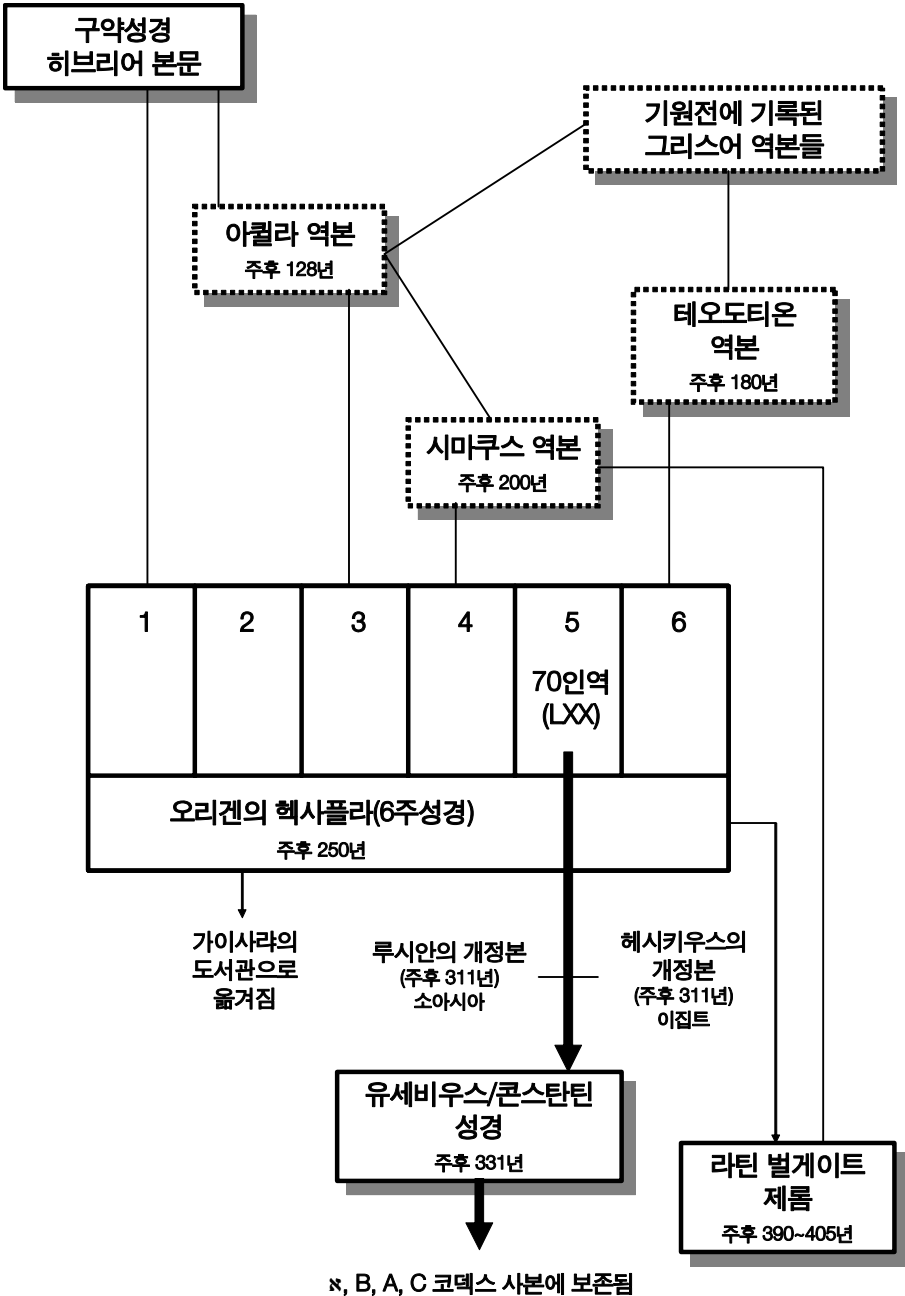 구약성경
히브리어 본문
기원전에 기록된
그리스어 역본들
아퀼라 역본
주후 128년
테오도티온
역본
주후 180년
시마쿠스 역본
주후 200년
1 2 3 4 5 6
70인역
(LXX)
오리겐의 헥사플라(6주성경)
주후 250년
가이사랴의
도서관으로
옮겨짐
루시안의 개정본
(주후 311년)
소아시아
헤시키우스의
개정본
(주후 311년)
이집트
유세비우스/콘스탄틴
성경
주후 331년
라틴 벌게이트
제롬
주후 390~405년
א, B, A, C 코덱스 사본에 보존됨